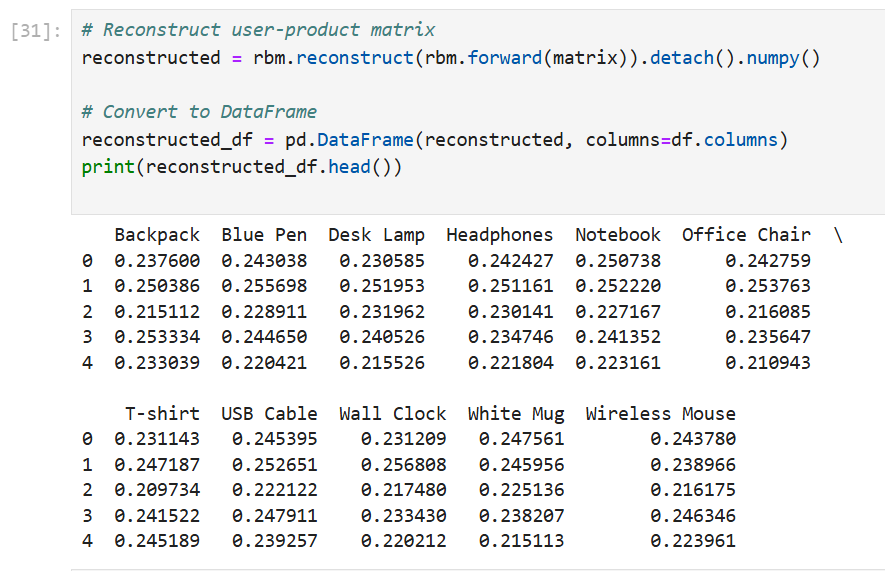 [31]: # Reconstruct user-product matrix
reconstructed = rbm.reconstruct(rbm.forward(matrix)).detach().numpy()
# Convert to DataFrame
reconstructed_df = pd.DataFrame(reconstructed, columns=df.columns)
print(reconstructed_df.head())
Backpack Blue Pen Desk Lamp Headphones Notebook Office Chair \
0 0.237600 0.243038 0.230585 0.242427 0.250738 0.242759
1 0.250386 0.255698 0.251953 0.251161 0.252220 0.253763
2 0.215112 0.228911 0.231962 0.230141 0.227167 0.216085
3 0.253334 0.244650 0.240526 0.234746 0.241352 0.235647
4 0.233039 0.220421 0.215526 0.221804 0.223161 0.210943
T-shirt USB Cable Wall Clock White Mug Wireless Mouse
0 0.231143 0.245395 0.231209 0.247561 0.243780
1 0.247187 0.252651 0.256808 0.245956 0.238966
2 0.209734 0.222122 0.217480 0.225136 0.216175
3 0.241522 0.247911 0.233430 0.238207 0.246346
4 0.245189 0.239257 0.220212 0.215113 0.223961